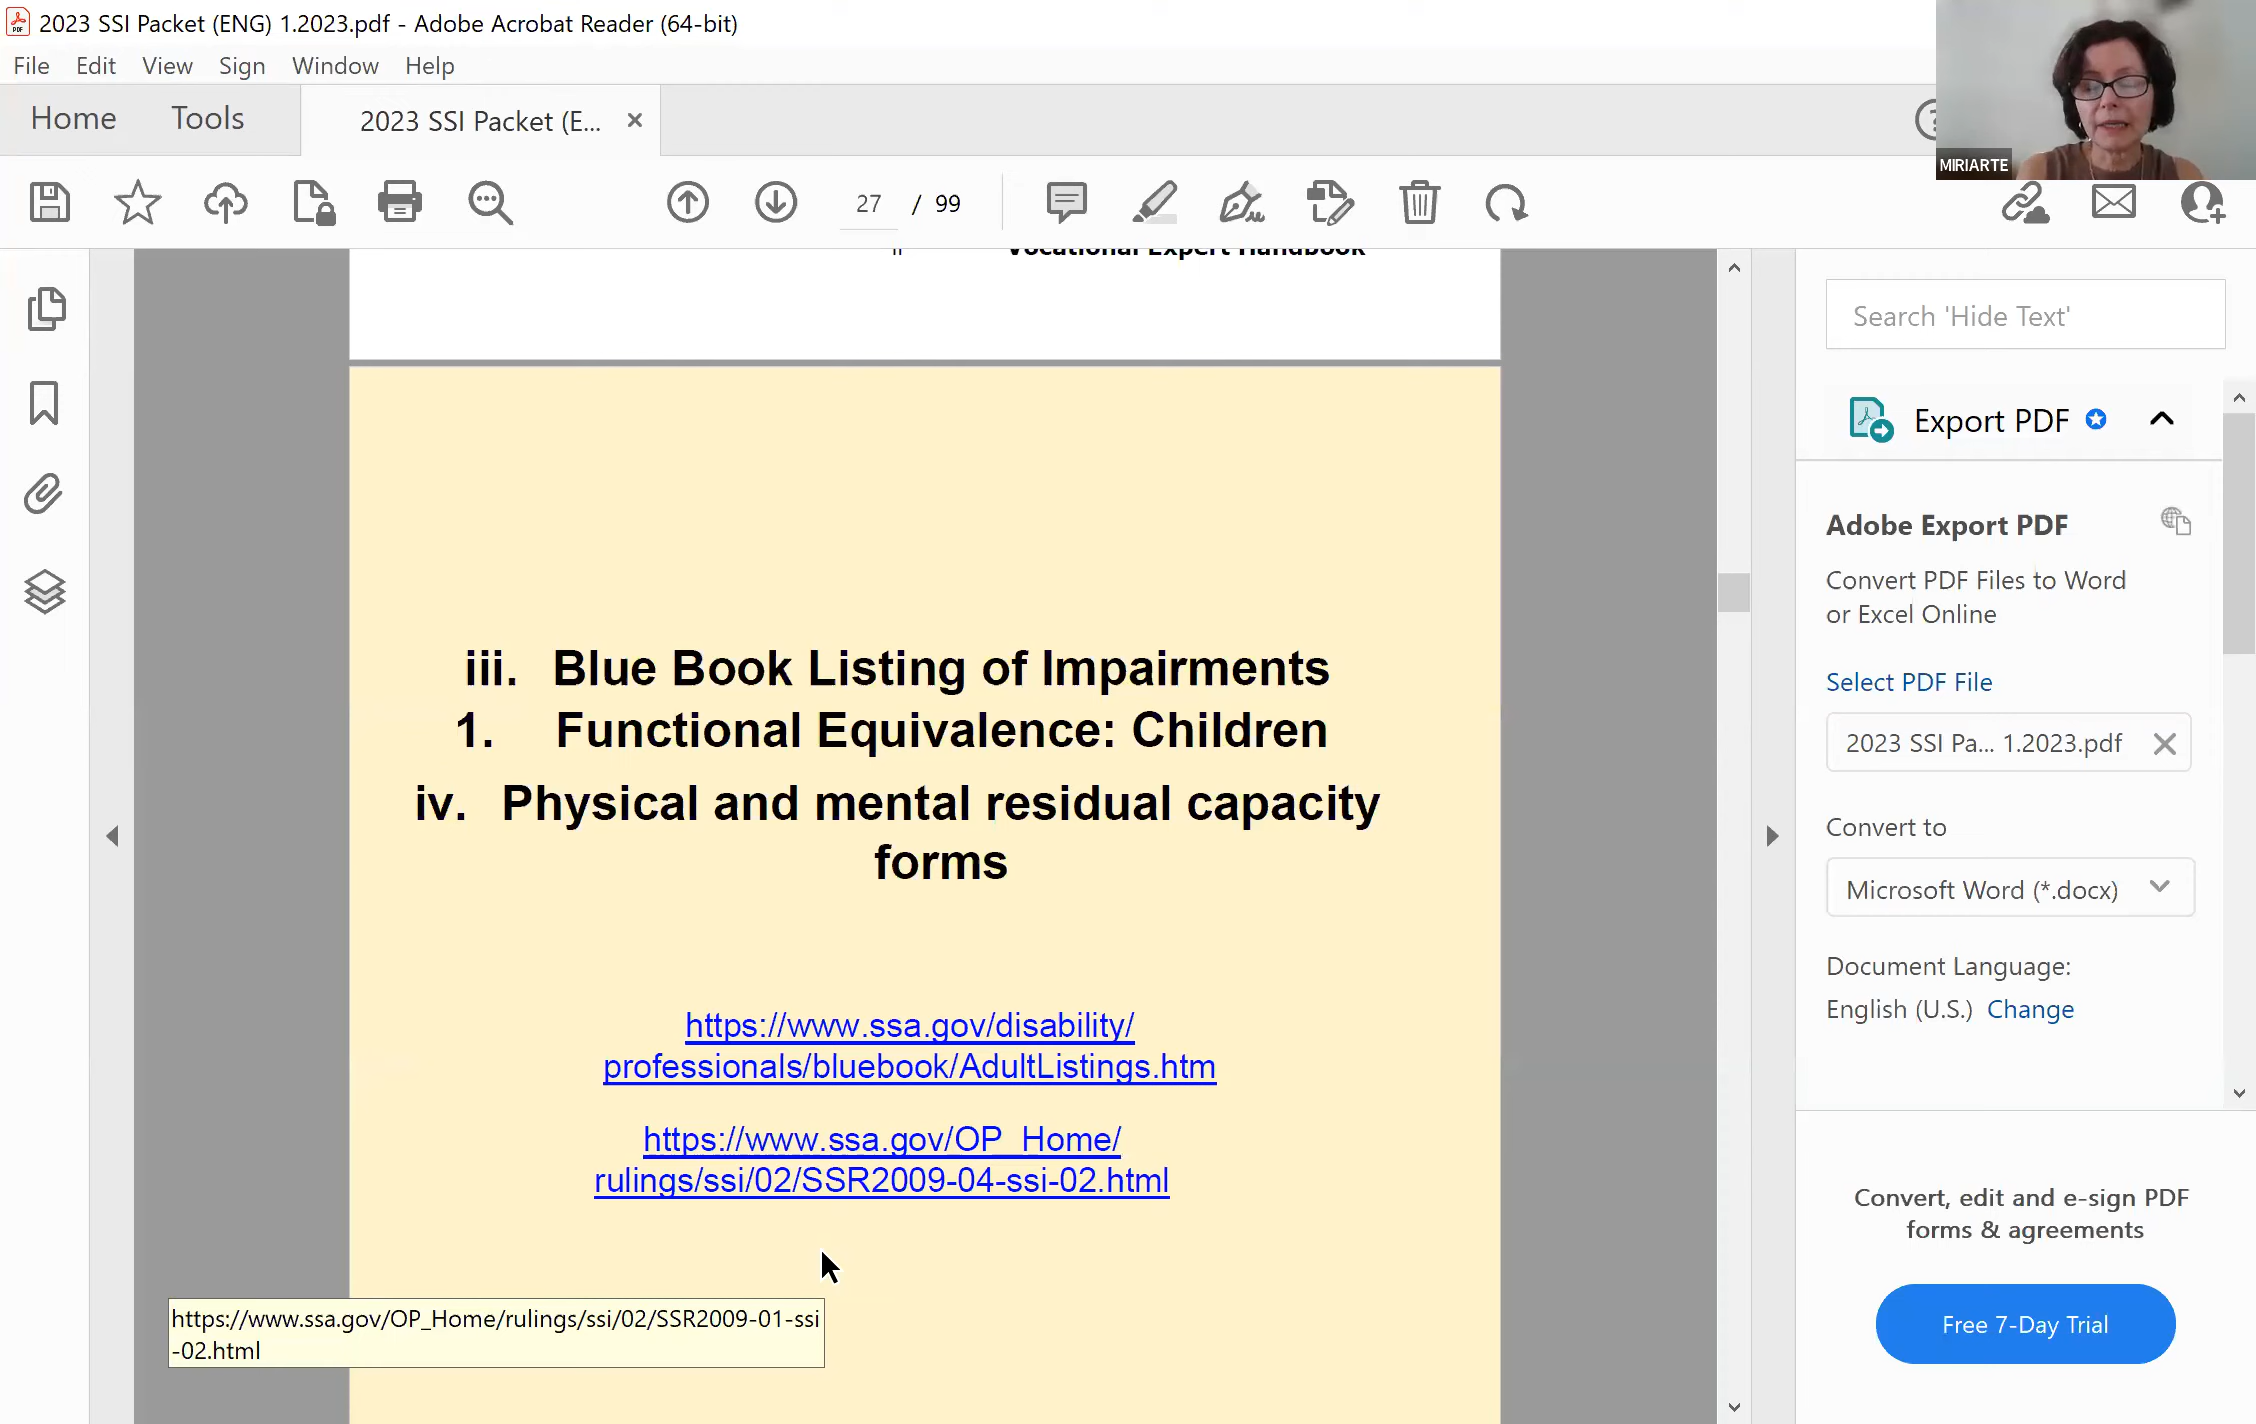 2023 SSI Packet (ENG) 1.2023.pdf - Adobe Acrobat Reader (64-bit)
File Edit View Sign Window Help
Home Tools 2023 SSI Packet (E... ×
MIRIARTE
27 / 99
Vocational Expert Handbook
iii. Blue Book Listing of Impairments
1. Functional Equivalence: Children
iv. Physical and mental residual capacity
forms
https://www.ssa.gov/disability/
professionals/bluebook/AdultListings.htm
https://www.ssa.gov/OP_Home/
rulings/ssi/02/SSR2009-04-ssi-02.html
https://www.ssa.gov/OP_Home/rulings/ssi/02/SSR2009-01-ssi
-02.html
Search 'Hide Text'
Export PDF
Adobe Export PDF
Convert PDF Files to Word
or Excel Online
Select PDF File
2023 SSI Pa... 1.2023.pdf
Convert to
Microsoft Word (*.docx)
Document Language:
English (U.S.) Change
Convert, edit and e-sign PDF
forms & agreements
Free 7-Day Trial